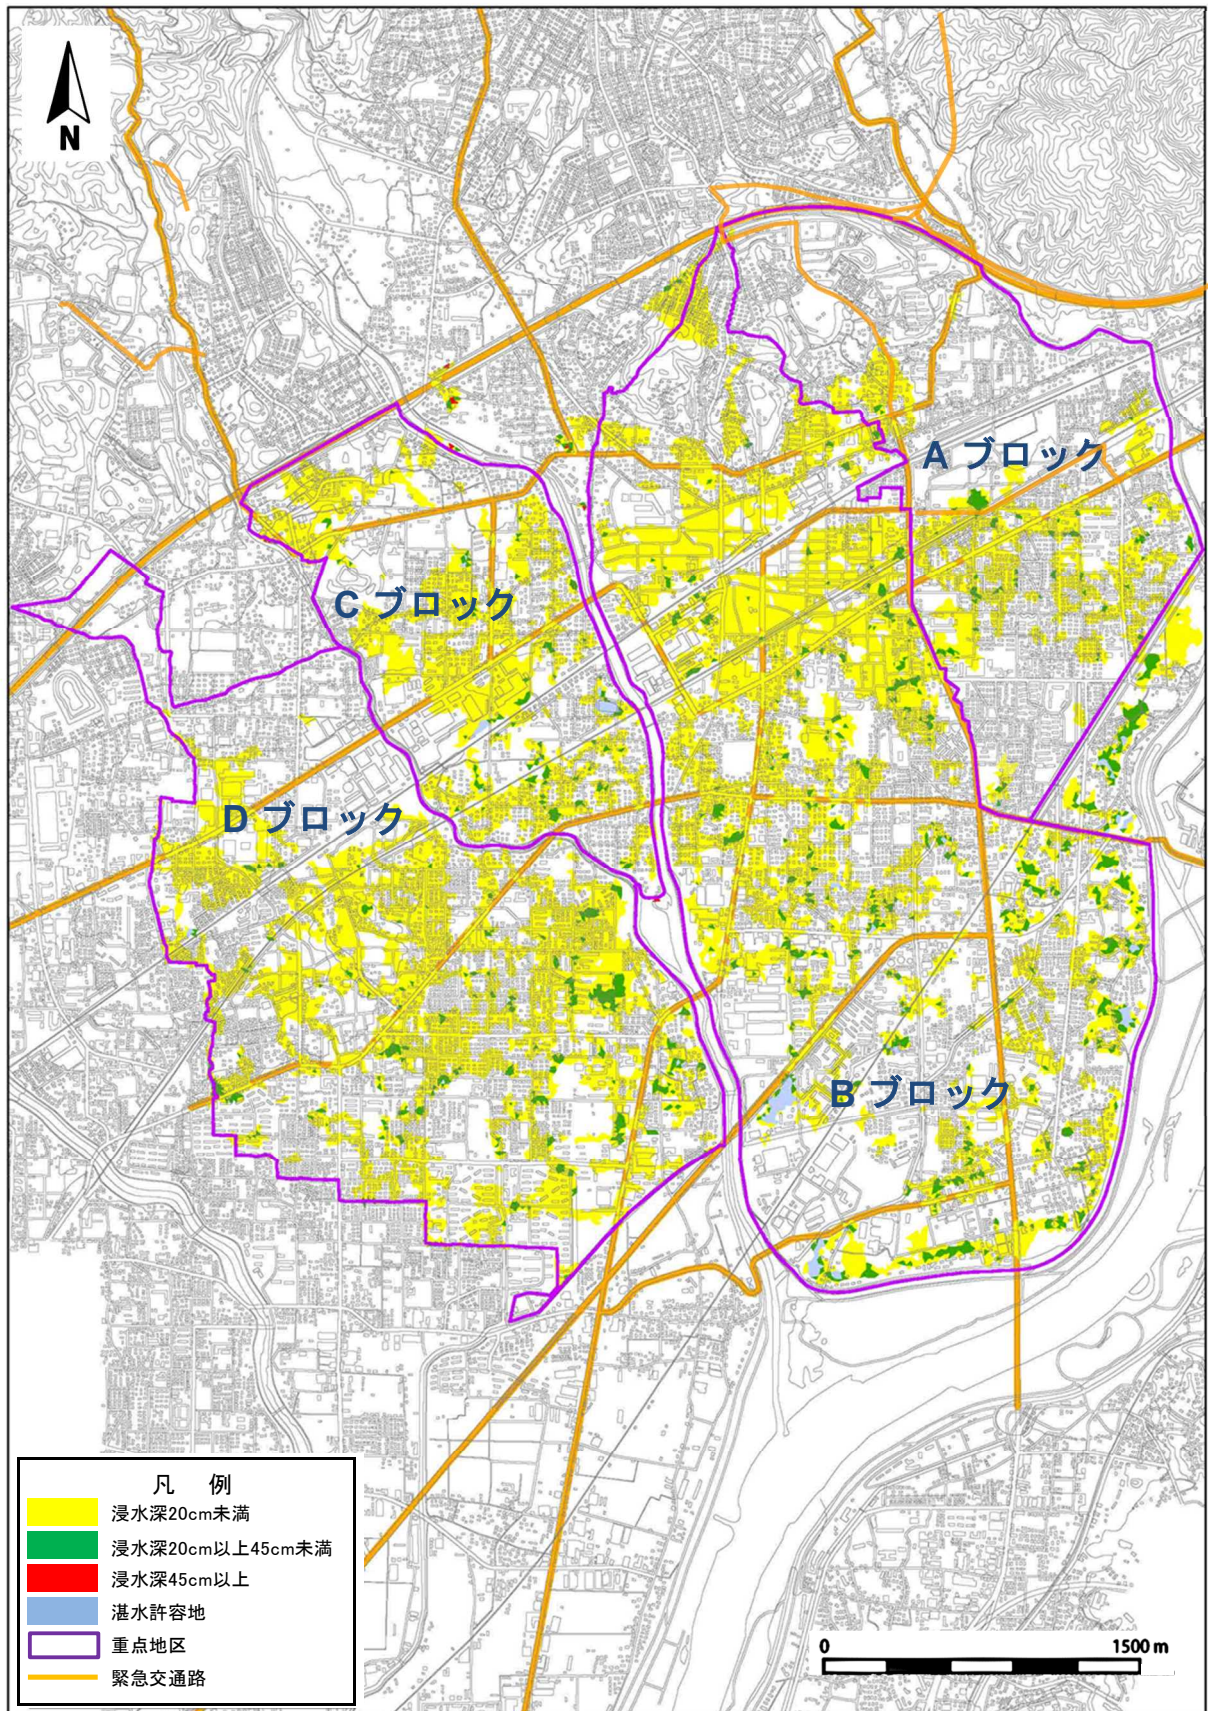 N
A ブロック
C ブロック
D ブロック
B ブロック
凡 例
浸水深20cm未満
浸水深20cm以上45cm未満
浸水深45cm以上
湛水許容地
重点地区
緊急交通路
0 1500 m